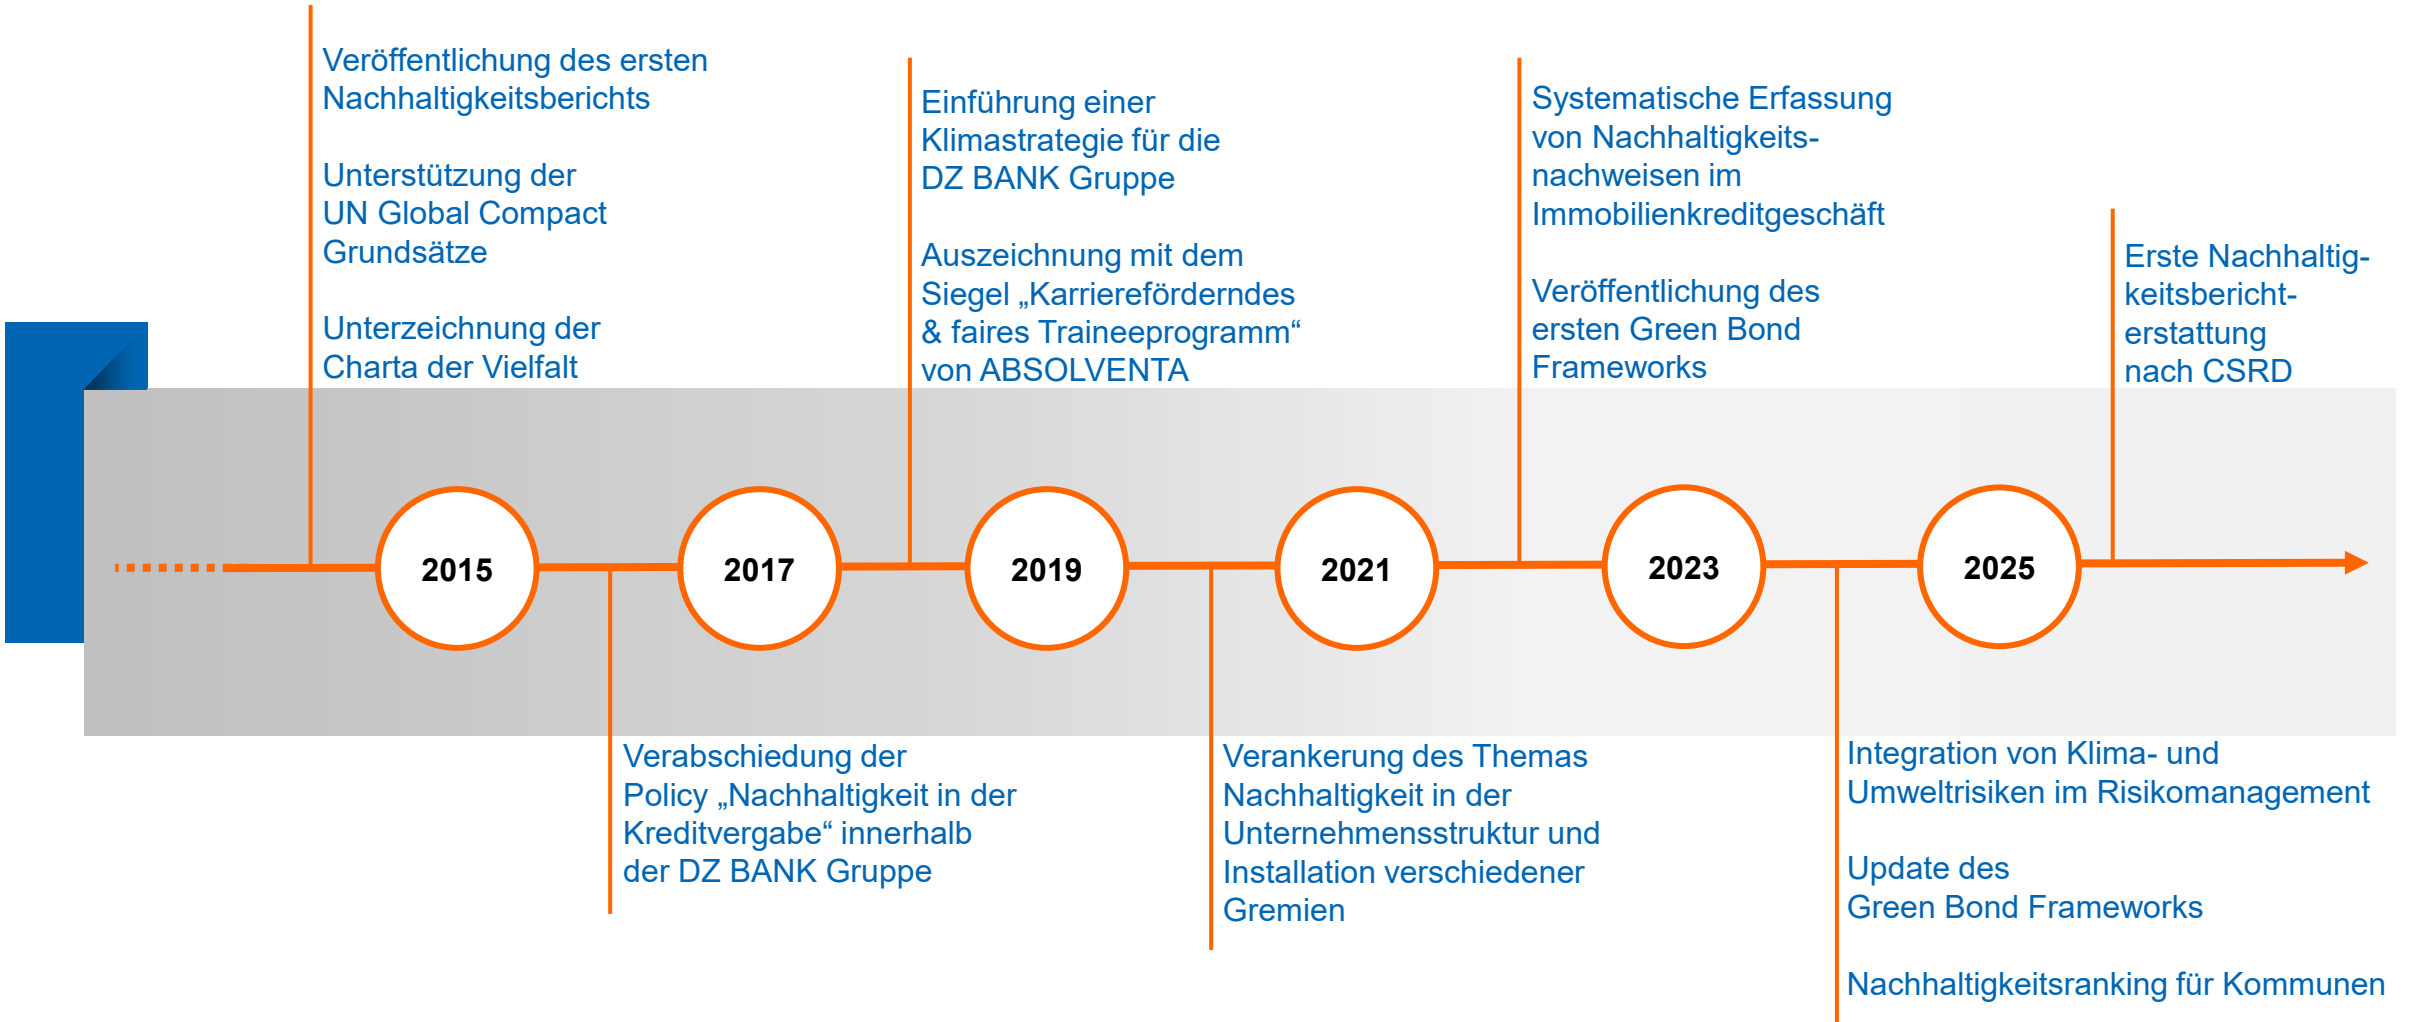 Veröffentlichung des ersten
Nachhaltigkeitsberichts
Unterstützung der
UN Global Compact
Grundsätze
Unterzeichnung der
Charta der Vielfalt
Einführung einer
Klimastrategie für die
DZ BANK Gruppe
Auszeichnung mit dem
Siegel „Karriereförderndes
& faires Traineeprogramm“
von ABSOLVENTA
Systematische Erfassung
von Nachhaltigkeits-
nachweisen im
Immobilienkreditgeschäft
Veröffentlichung des
ersten Green Bond
Frameworks
Erste Nachhaltig-
keitsbericht-
erstattung
nach CSRD
2015
2017
2019
2021
2023
2025
Verabschiedung der
Policy „Nachhaltigkeit in der
Kreditvergabe“ innerhalb
der DZ BANK Gruppe
Verankerung des Themas
Nachhaltigkeit in der
Unternehmensstruktur und
Installation verschiedener
Gremien
Integration von Klima- und
Umweltrisiken im Risikomanagement
Update des
Green Bond Frameworks
Nachhaltigkeitsranking für Kommunen